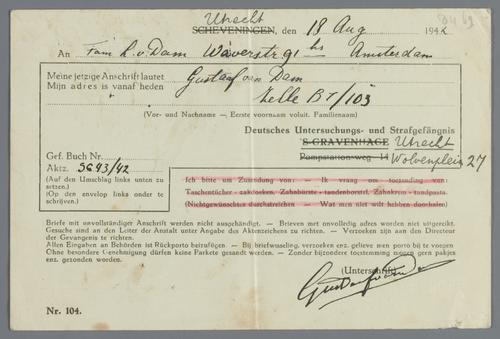 Utrecht
SCHEVENINGEN, den 18 Aug 1942
An Fam L. v. Dam Waverstr 91 hs Amsterdam
Meine jetzige Anschrift lautet
Mijn adres is vanaf heden
Gustaaf van Dam
Zelle B I/103
(Vor- und Nachname — Eerste voornaam voluit. Familienaam)
Deutsches Untersuchungs- und Strafgefängnis
'S-GRAVENHAGE Utrecht
Pompstation-weg 14 Wolvenplein 27
Gef. Buch Nr.
Aktz. 5643/42
(Auf den Umschlag links unten zu setzen.)
(Op den envelop links onder te schrijven.)
Ich bitte um Zusendung von: — Ik vraag om toezending van:
Taschentücher - zakdoeken, Zahnbürste - tandenborstel, Zahnkrem - tandpasta.
(Nichtgewünschtes durchstreichen — Wat men niet wilt hebben doorhalen)
Briefe mit unvollständiger Anschrift werden nicht ausgehändigt. — Brieven met onvolledig adres worden niet uitgereikt.
Gesuche sind an den Leiter der Anstalt unter Angabe des Aktenzeichens zu richten. — Verzoeken zijn aan den Directeur
der Gevangenis te richten.
Allen Eingaben an Behörden ist Rückporto beizufügen. — Bij briefwisseling, verzoeken enz. gelieve men porto bij te voegen
Ohne besondere Genehmigung dürfen keine Pakete gesandt werden. — Zonder bijzondere toestemming mogen geen pakjes
enz. gezonden worden.
(Unterschrift)
Gustaaf v Dam
Nr. 104.